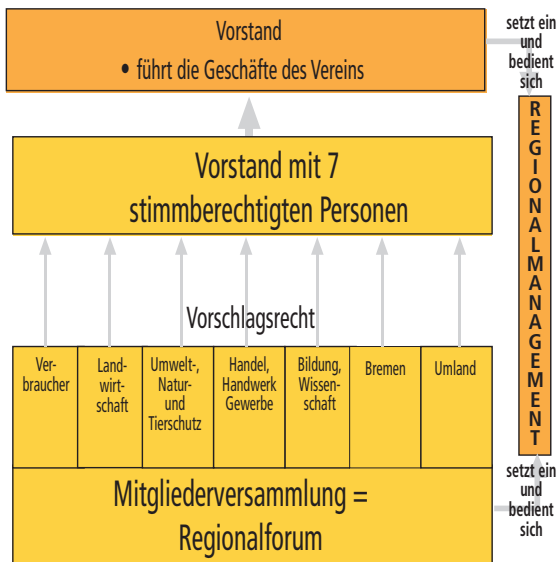 Vorstand
• führt die Geschäfte des Vereins
setzt ein
und
bedient
sich
REGIONALMANAGEMENT
Vorstand mit 7
stimmberechtigten Personen
Vorschlagsrecht
Ver-
braucher
Land-
wirt-
schaft
Umwelt-,
Natur-
und
Tierschutz
Handel,
Handwerk
Gewerbe
Bildung,
Wissen-
schaft
Bremen
Umland
Mitgliederversammlung =
Regionalforum
setzt ein
und
bedient
sich